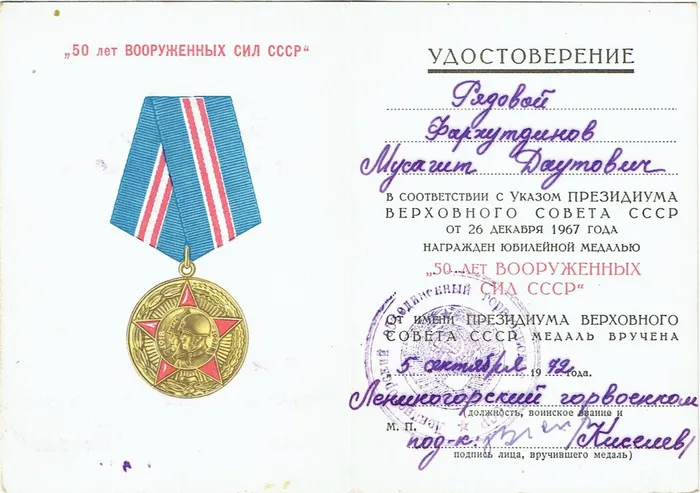 „50 лет ВООРУЖЕННЫХ СИЛ СССР“
УДОСТОВЕРЕНИЕ
Рядовой
Фархутдинов
Мусагит Даутович
В СООТВЕТСТВИИ С УКАЗОМ ПРЕЗИДИУМА
ВЕРХОВНОГО СОВЕТА СССР
ОТ 26 ДЕКАБРЯ 1967 ГОДА
НАГРАЖДЕН ЮБИЛЕЙНОЙ МЕДАЛЬЮ
„50 ЛЕТ ВООРУЖЕННЫХ
СИЛ СССР“
ОТ ИМЕНИ ПРЕЗИДИУМА ВЕРХОВНОГО
СОВЕТА СССР МЕДАЛЬ ВРУЧЕНА
„5 октября 1972 года.
Лениногорский горвоенком
(должность, воинское звание и
М. П. под-к. /Киселев/
подпись лица, вручившего медаль)